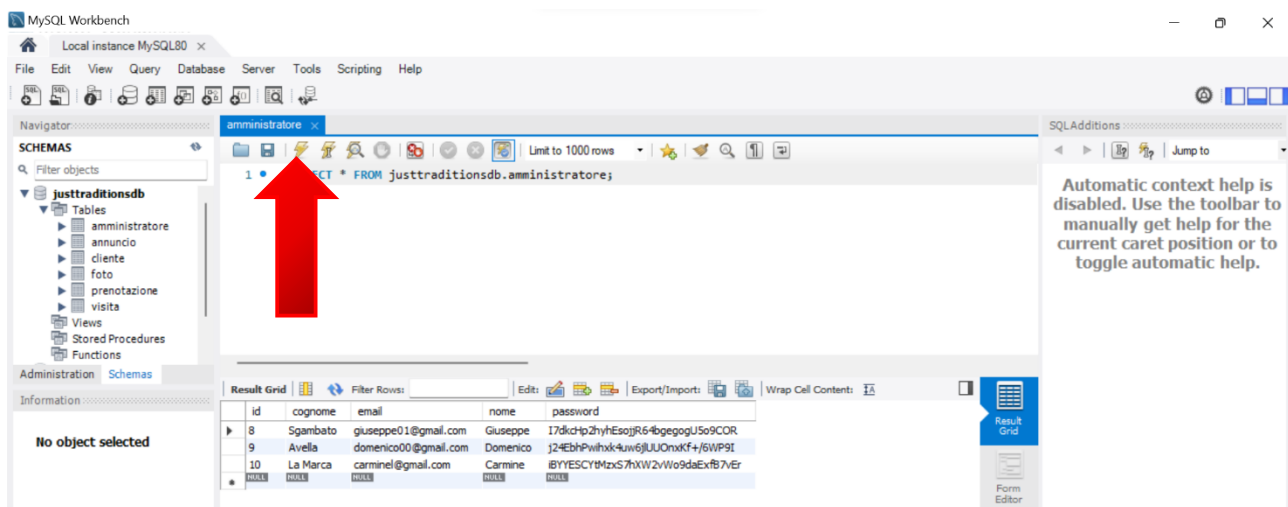 MySQL Workbench
Local instance MySQL80
File Edit View Query Database Server Tools Scripting Help
Navigator
SCHEMAS
Filter objects
justtraditionsdb
Tables
amministratore
annuncio
cliente
foto
prenotazione
visita
Views
Stored Procedures
Functions
Administration Schemas
Information
No object selected
amministratore
Limit to 1000 rows
1 ECT * FROM justtraditionsdb.amministratore;
Result Grid Filter Rows: Edit: Export/Import: Wrap Cell Content:
id cognome email nome password
8 Sgambato giuseppe01@gmail.com Giuseppe
9 Avella domenico00@gmail.com Domenico
10 La Marca carminel@gmail.com Carmine
NULL NULL NULL NULL NULL
Result
Grid
Form
Editor
SQLAdditions
Jump to
Automatic context help is
disabled. Use the toolbar to
manually get help for the
current caret position or to
toggle automatic help.